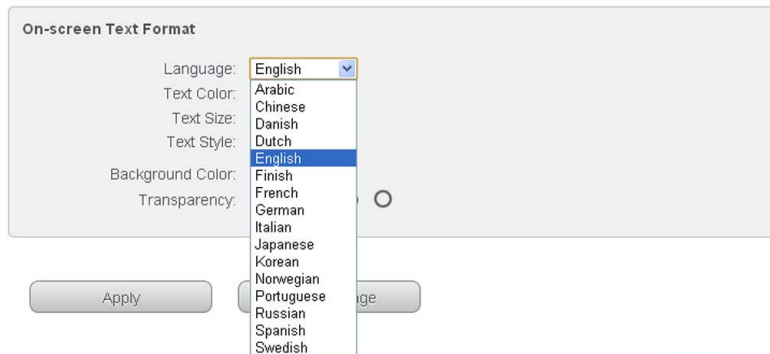 On-screen Text Format
Language: English
Text Color:
Text Size:
Text Style:
Background Color:
Transparency:
Arabic
Chinese
Danish
Dutch
English
Finish
French
German
Italian
Japanese
Korean
Norwegian
Portuguese
Russian
Spanish
Swedish
Apply